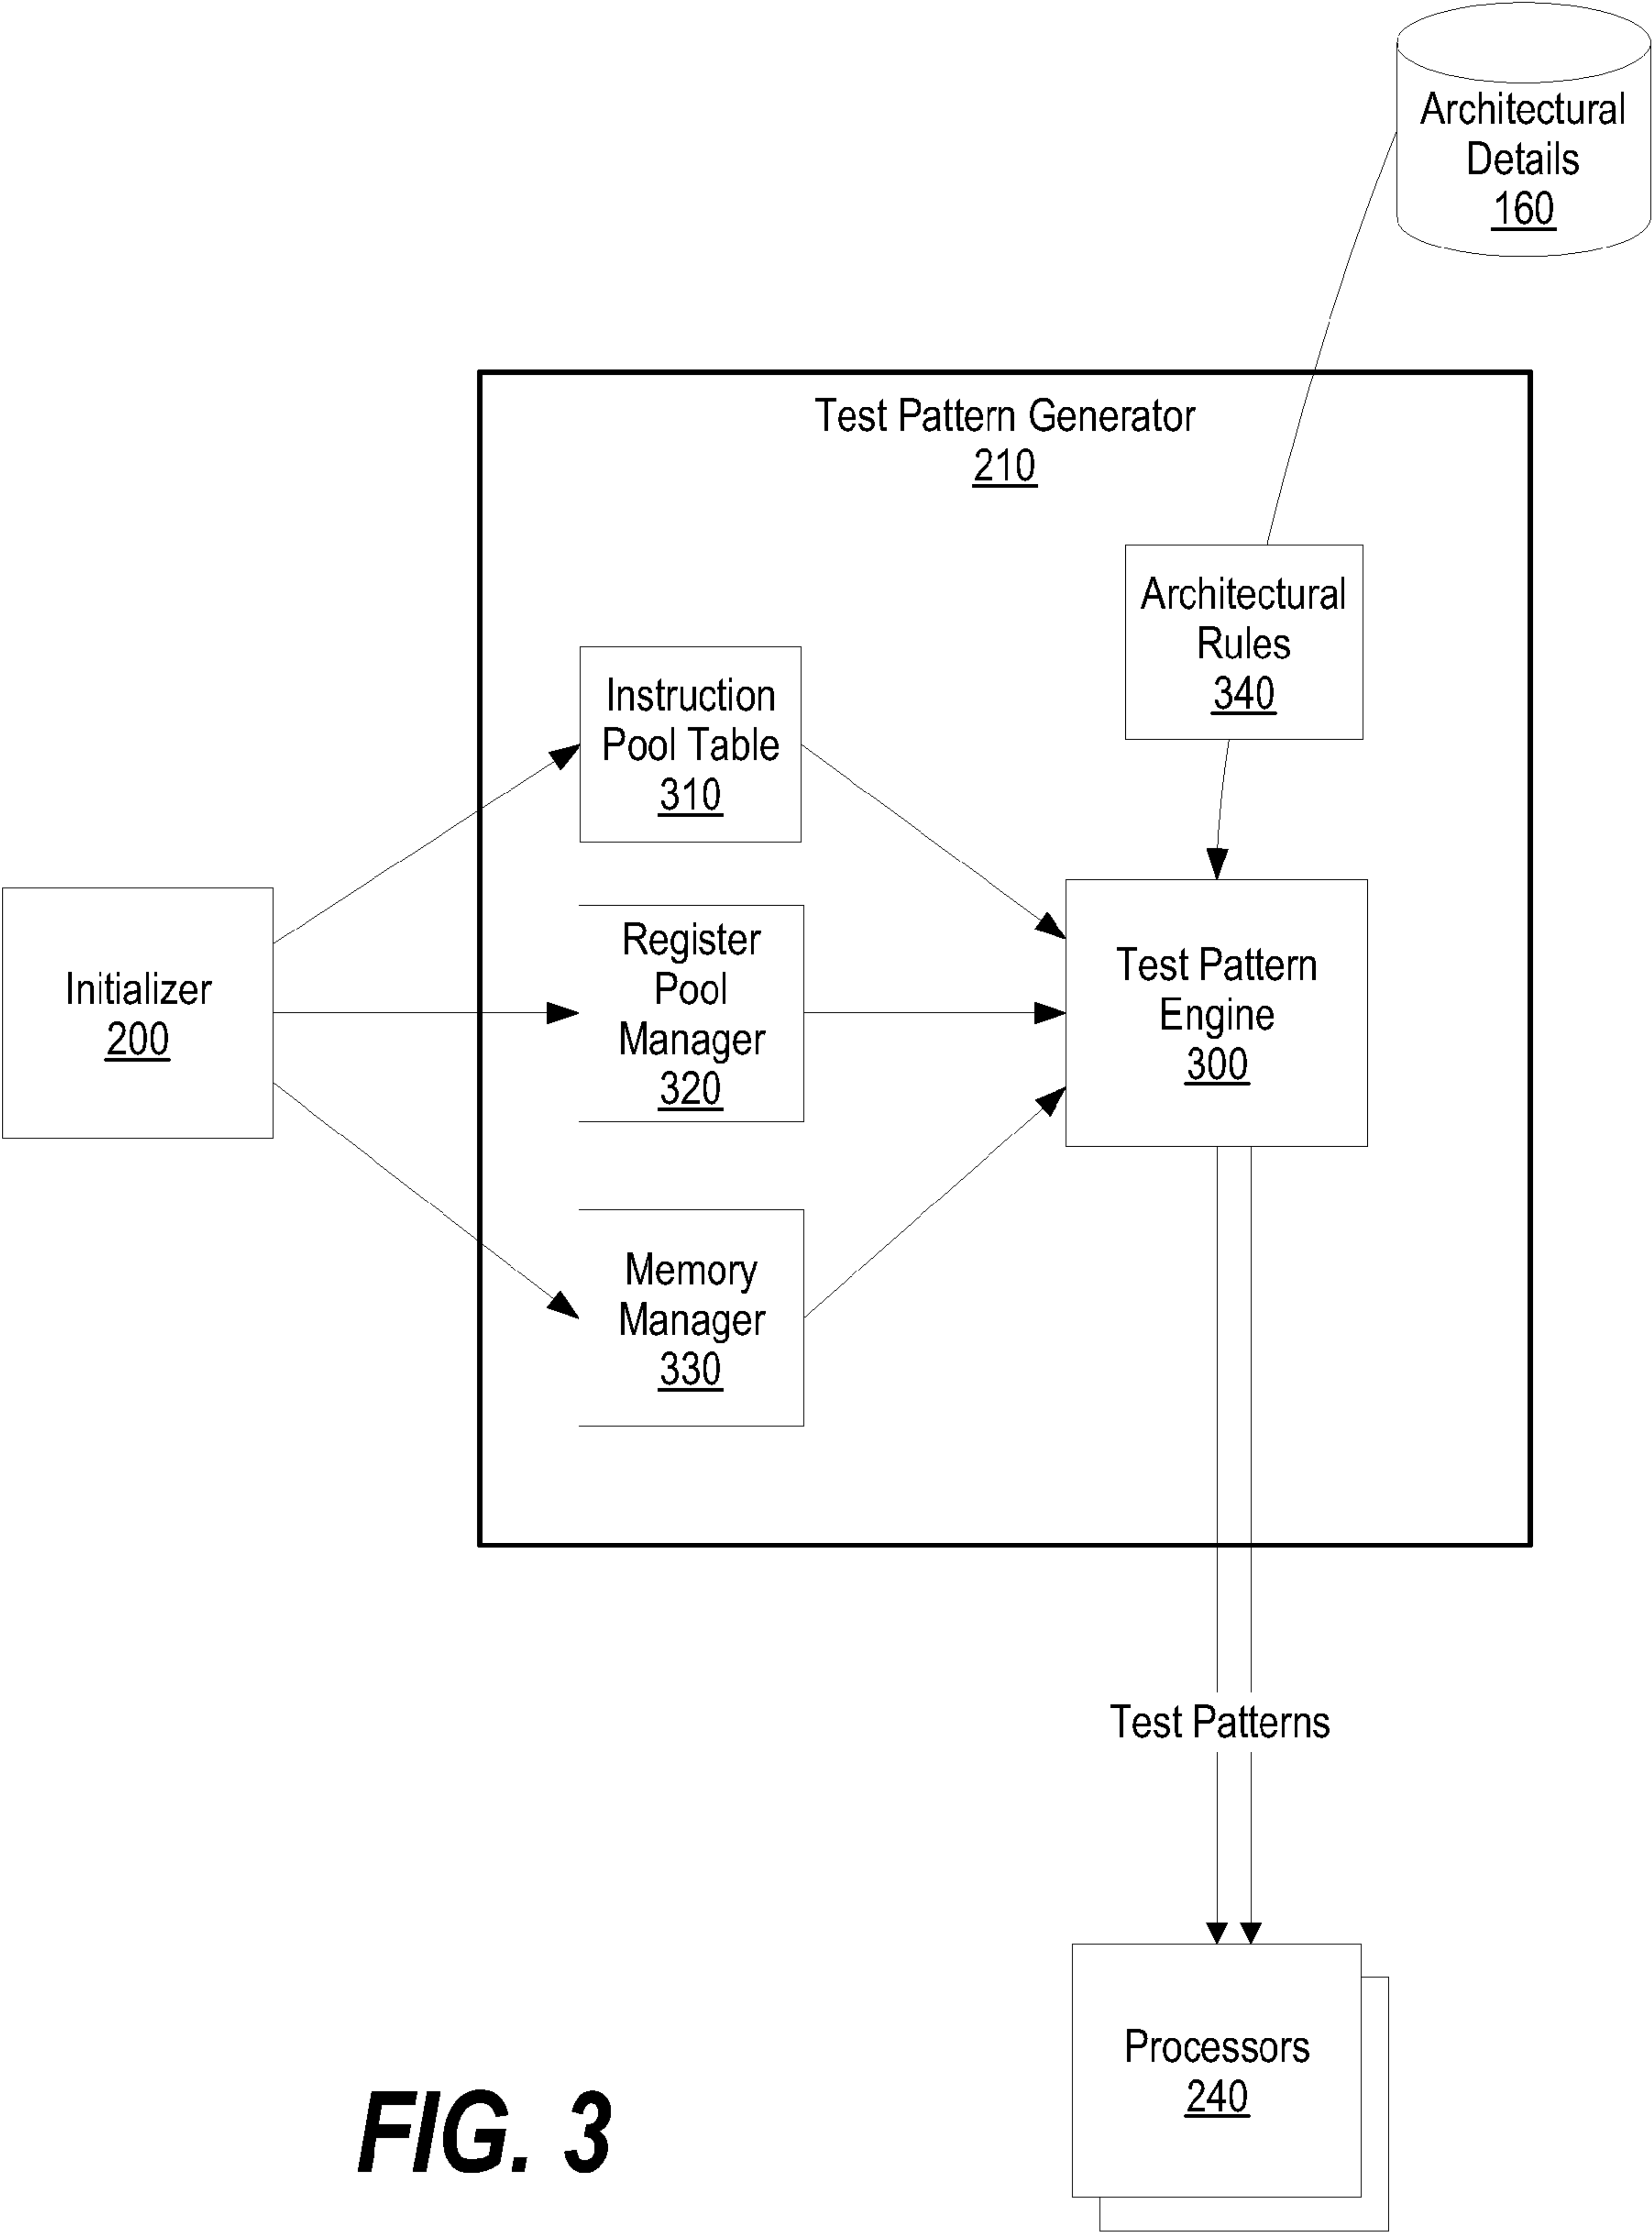 Architectural
Details
160
Test Pattern Generator
210
Architectural
Rules
340
Instruction
Pool Table
310
Register
Pool
Manager
320
Initializer
200
Test Pattern
Engine
300
Memory
Manager
330
Test Patterns
Processors
240
FIG. 3